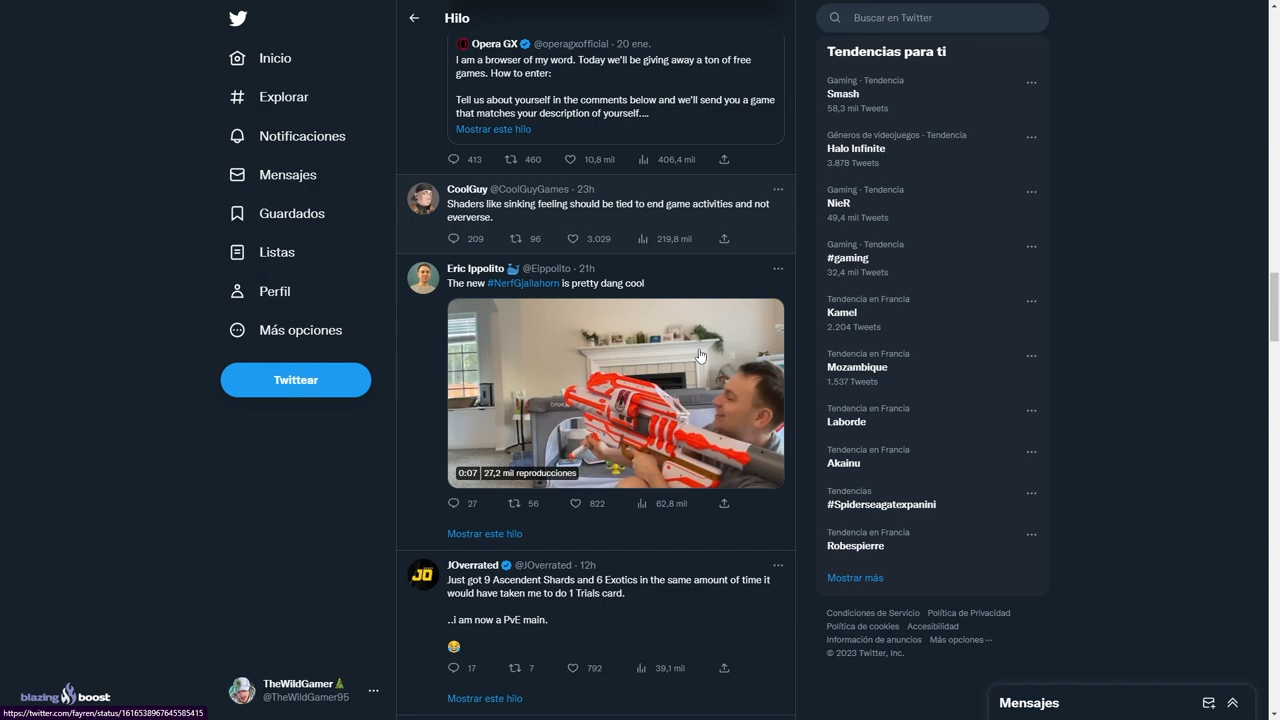 Inicio
Explorar
Notificaciones
Mensajes
Guardados
Listas
Perfil
Más opciones
Twittear
TheWildGamer🎄
@TheWildGamer95
blazing boost
https://twitter.com/fayren/status/1616538967645585415
Hilo
Opera GX @operagxofficial · 20 ene.
I am a browser of my word. Today we'll be giving away a ton of free
games. How to enter:
Tell us about yourself in the comments below and we'll send you a game
that matches your description of yourself....
Mostrar este hilo
413 460 10,8 mil 406,4 mil
CoolGuy @CoolGuyGames · 23h
Shaders like sinking feeling should be tied to end game activities and not
eververse.
209 96 3.029 219,8 mil
Eric Ippolito 🐳 @Eippolito · 21h
The new #NerfGjallahorn is pretty dang cool
0:07 27,2 mil reproducciones
27 56 822 62,8 mil
Mostrar este hilo
JOverrated @JOverrated · 12h
JO
Just got 9 Ascendent Shards and 6 Exotics in the same amount of time it
would have taken me to do 1 Trials card.
..i am now a PvE main.
😂
17 7 792 39,1 mil
Mostrar este hilo
Buscar en Twitter
Tendencias para ti
Gaming · Tendencia
Smash
58,3 mil Tweets
Géneros de videojuegos · Tendencia
Halo Infinite
3.878 Tweets
Gaming · Tendencia
NieR
49,4 mil Tweets
Gaming · Tendencia
#gaming
32,4 mil Tweets
Tendencia en Francia
Kamel
2.204 Tweets
Tendencia en Francia
Mozambique
1.537 Tweets
Tendencia en Francia
Laborde
Tendencia en Francia
Akainu
Tendencias
#Spiderseagatexpanini
Tendencia en Francia
Robespierre
Mostrar más
Condiciones de Servicio Política de Privacidad
Política de cookies Accesibilidad
Información de anuncios Más opciones ···
© 2023 Twitter, Inc.
Mensajes